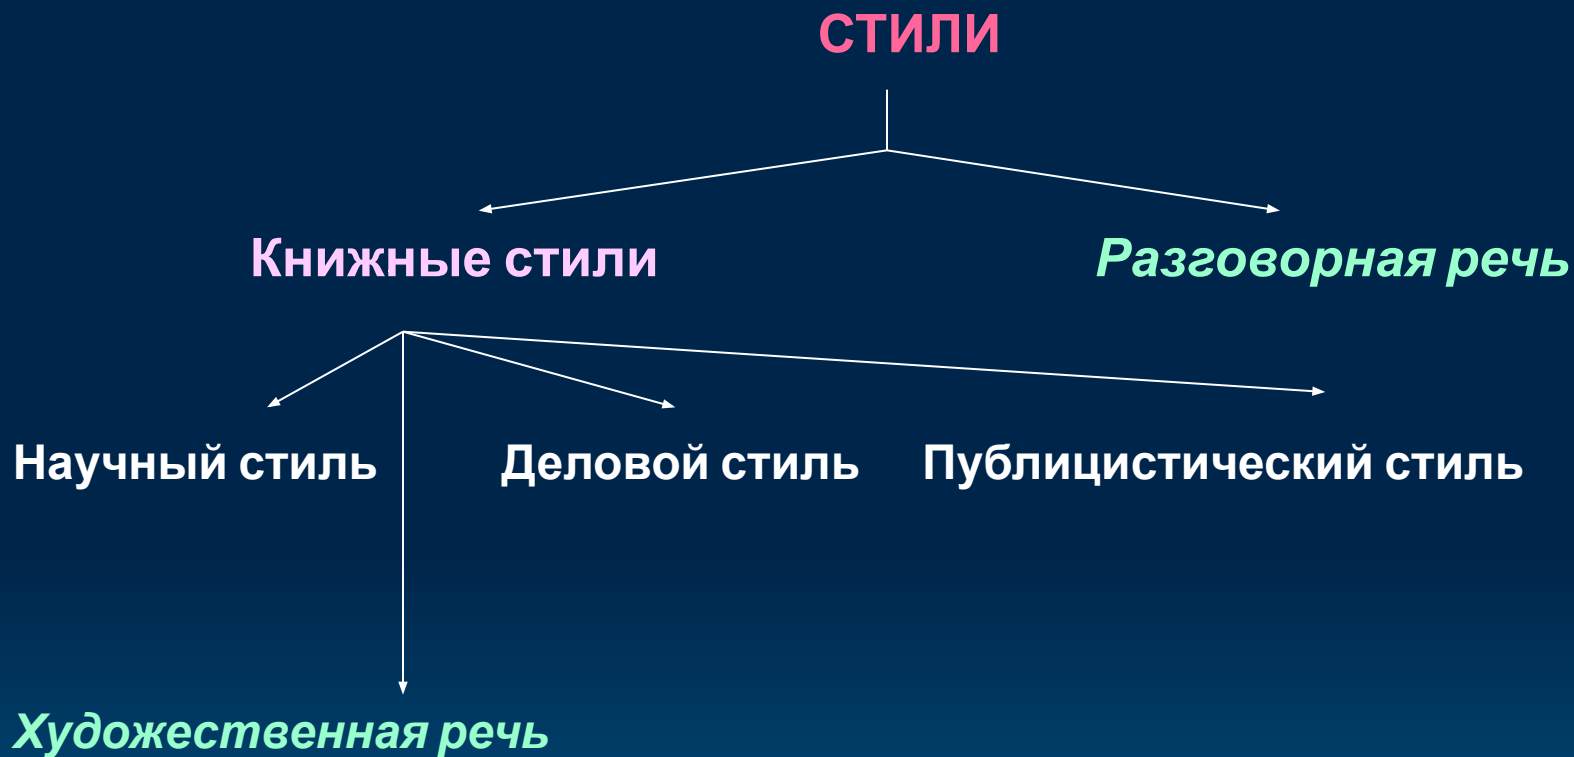 СТИЛИ
Книжные стили
Разговорная речь
Научный стиль
Деловой стиль
Публицистический стиль
Художественная речь